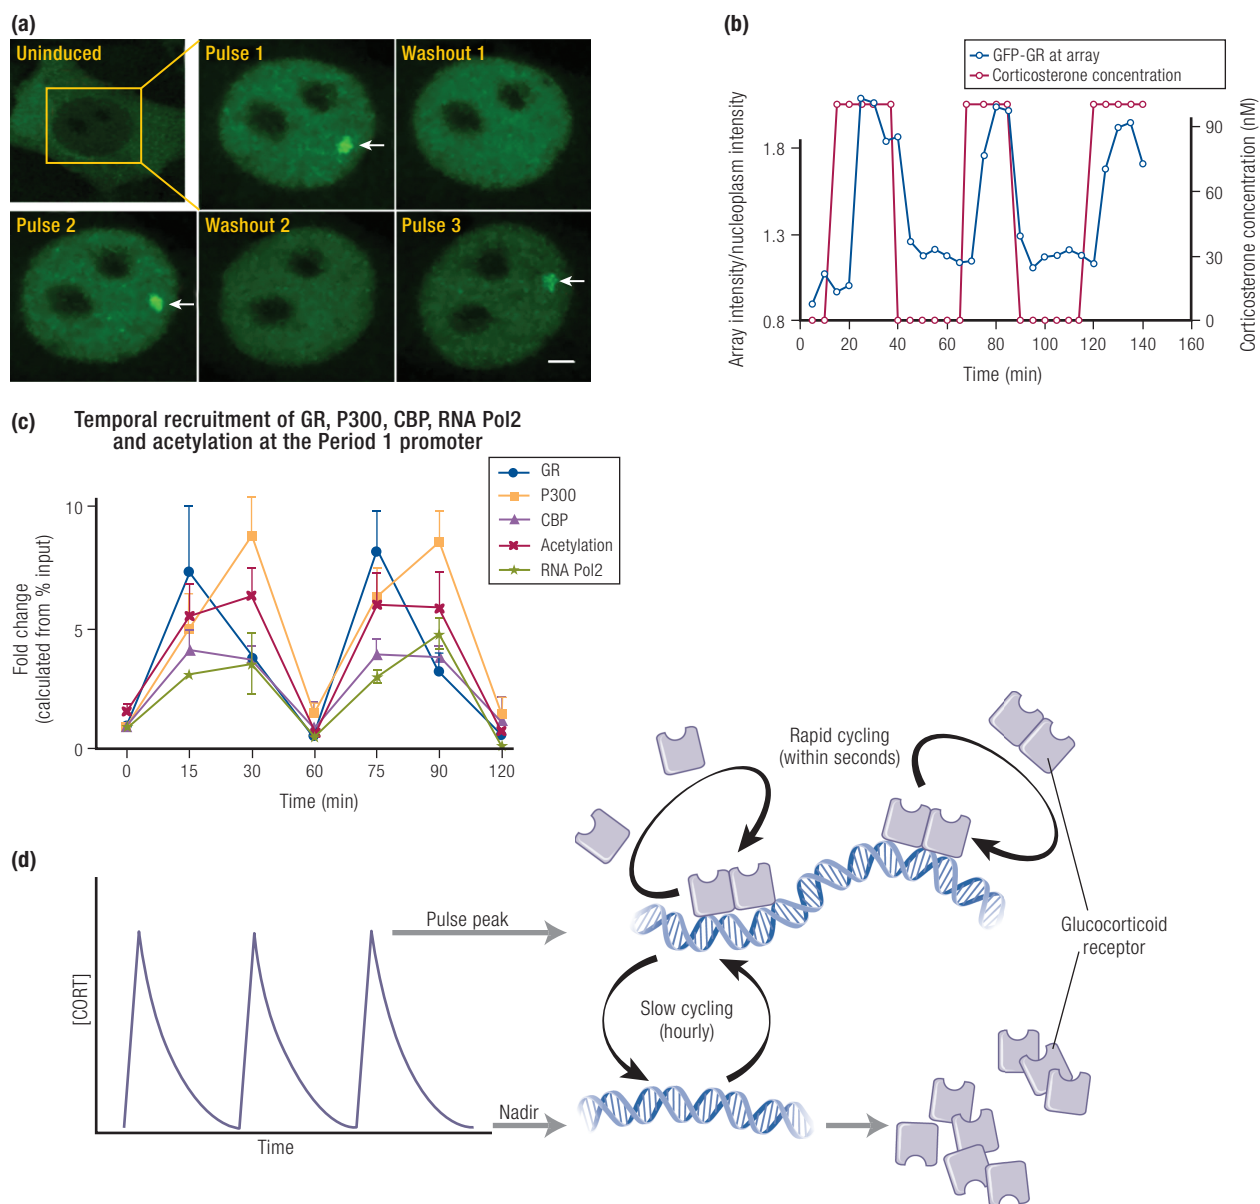 (a)
Uninduced
Pulse 1
Washout 1
Pulse 2
Washout 2
Pulse 3
(b)
GFP-GR at array
Corticosterone concentration
Array intensity/nucleoplasm intensity
1.8
1.3
0.8
90
60
30
0
Corticosterone concentration (nM)
0 20 40 60 80 100 120 140 160
Time (min)
(c)
Temporal recruitment of GR, P300, CBP, RNA Pol2
and acetylation at the Period 1 promoter
GR
P300
CBP
Acetylation
RNA Pol2
Fold change
(calculated from % input)
10
5
0
0 15 30 60 75 90 120
Time (min)
(d)
[CORT]
Time
Pulse peak
Nadir
Rapid cycling
(within seconds)
Slow cycling
(hourly)
Glucocorticoid
receptor